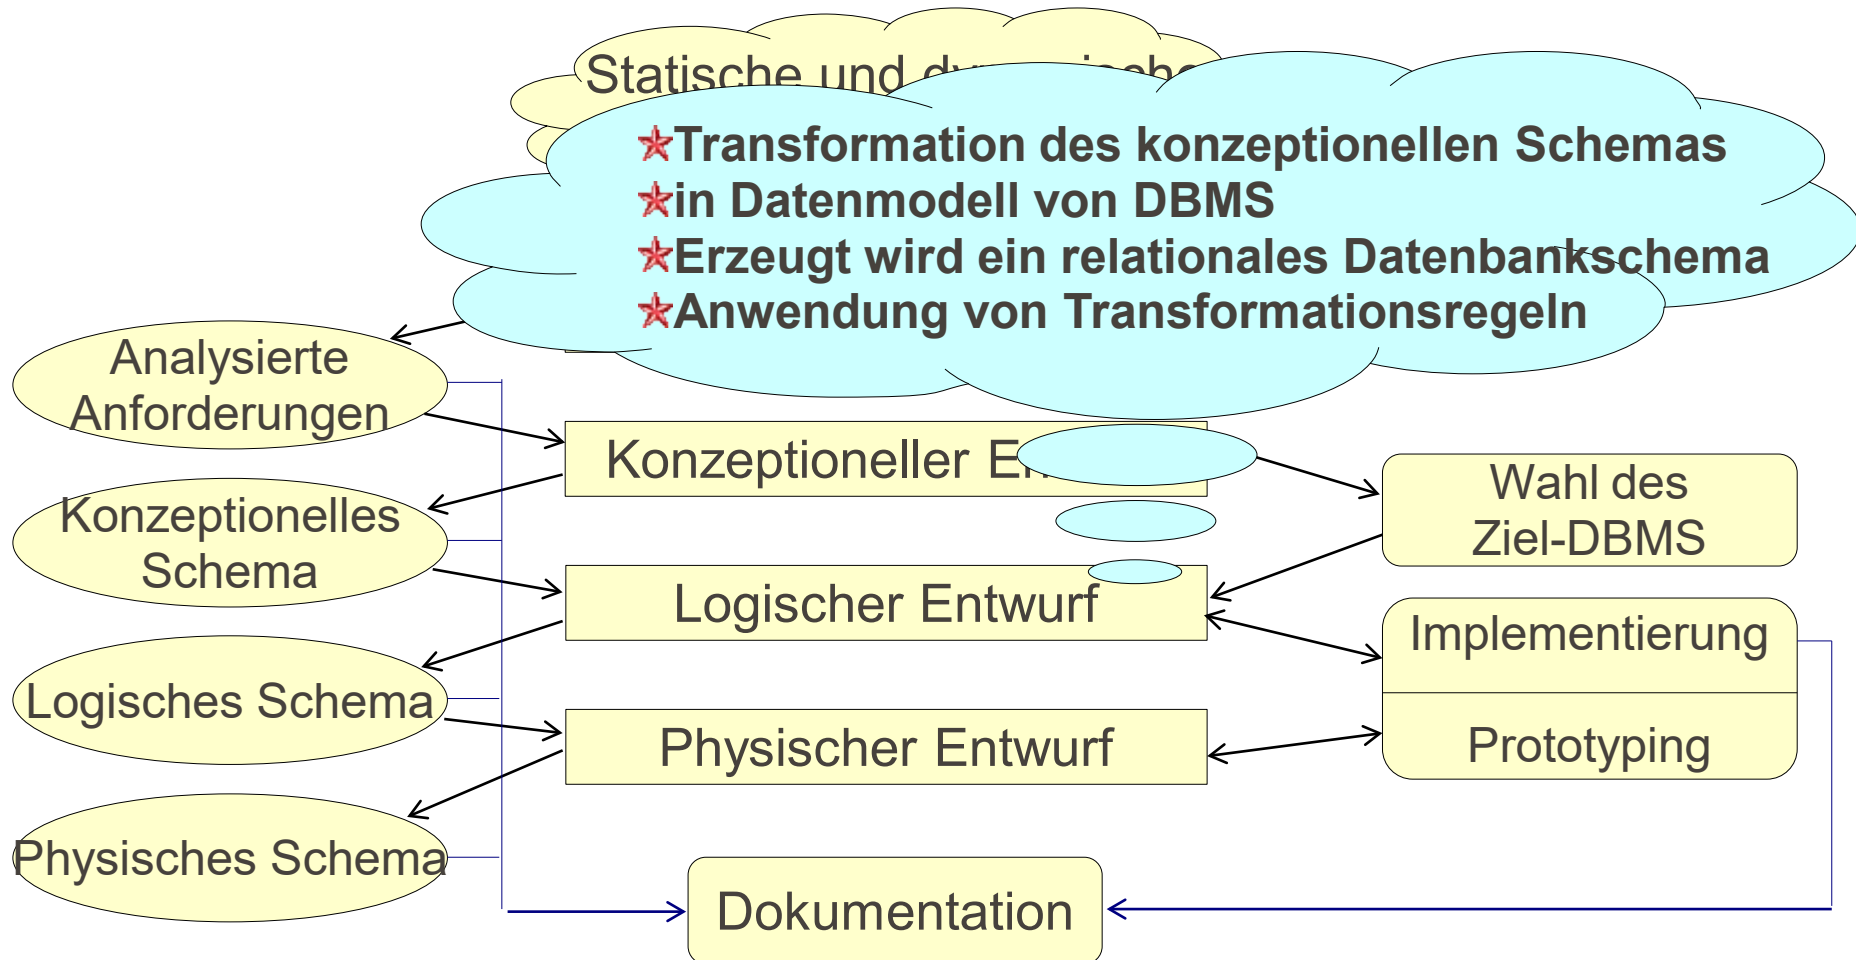 Statische und
Transformation des konzeptionellen Schemas
in Datenmodell von DBMS
Erzeugt wird ein relationales Datenbankschema
Anwendung von Transformationsregeln
Analysierte
Anforderungen
Konzeptioneller
Wahl des
Ziel-DBMS
Konzeptionelles
Schema
Logischer Entwurf
Implementierung
Logisches Schema
Physischer Entwurf
Prototyping
Physisches Schema
Dokumentation